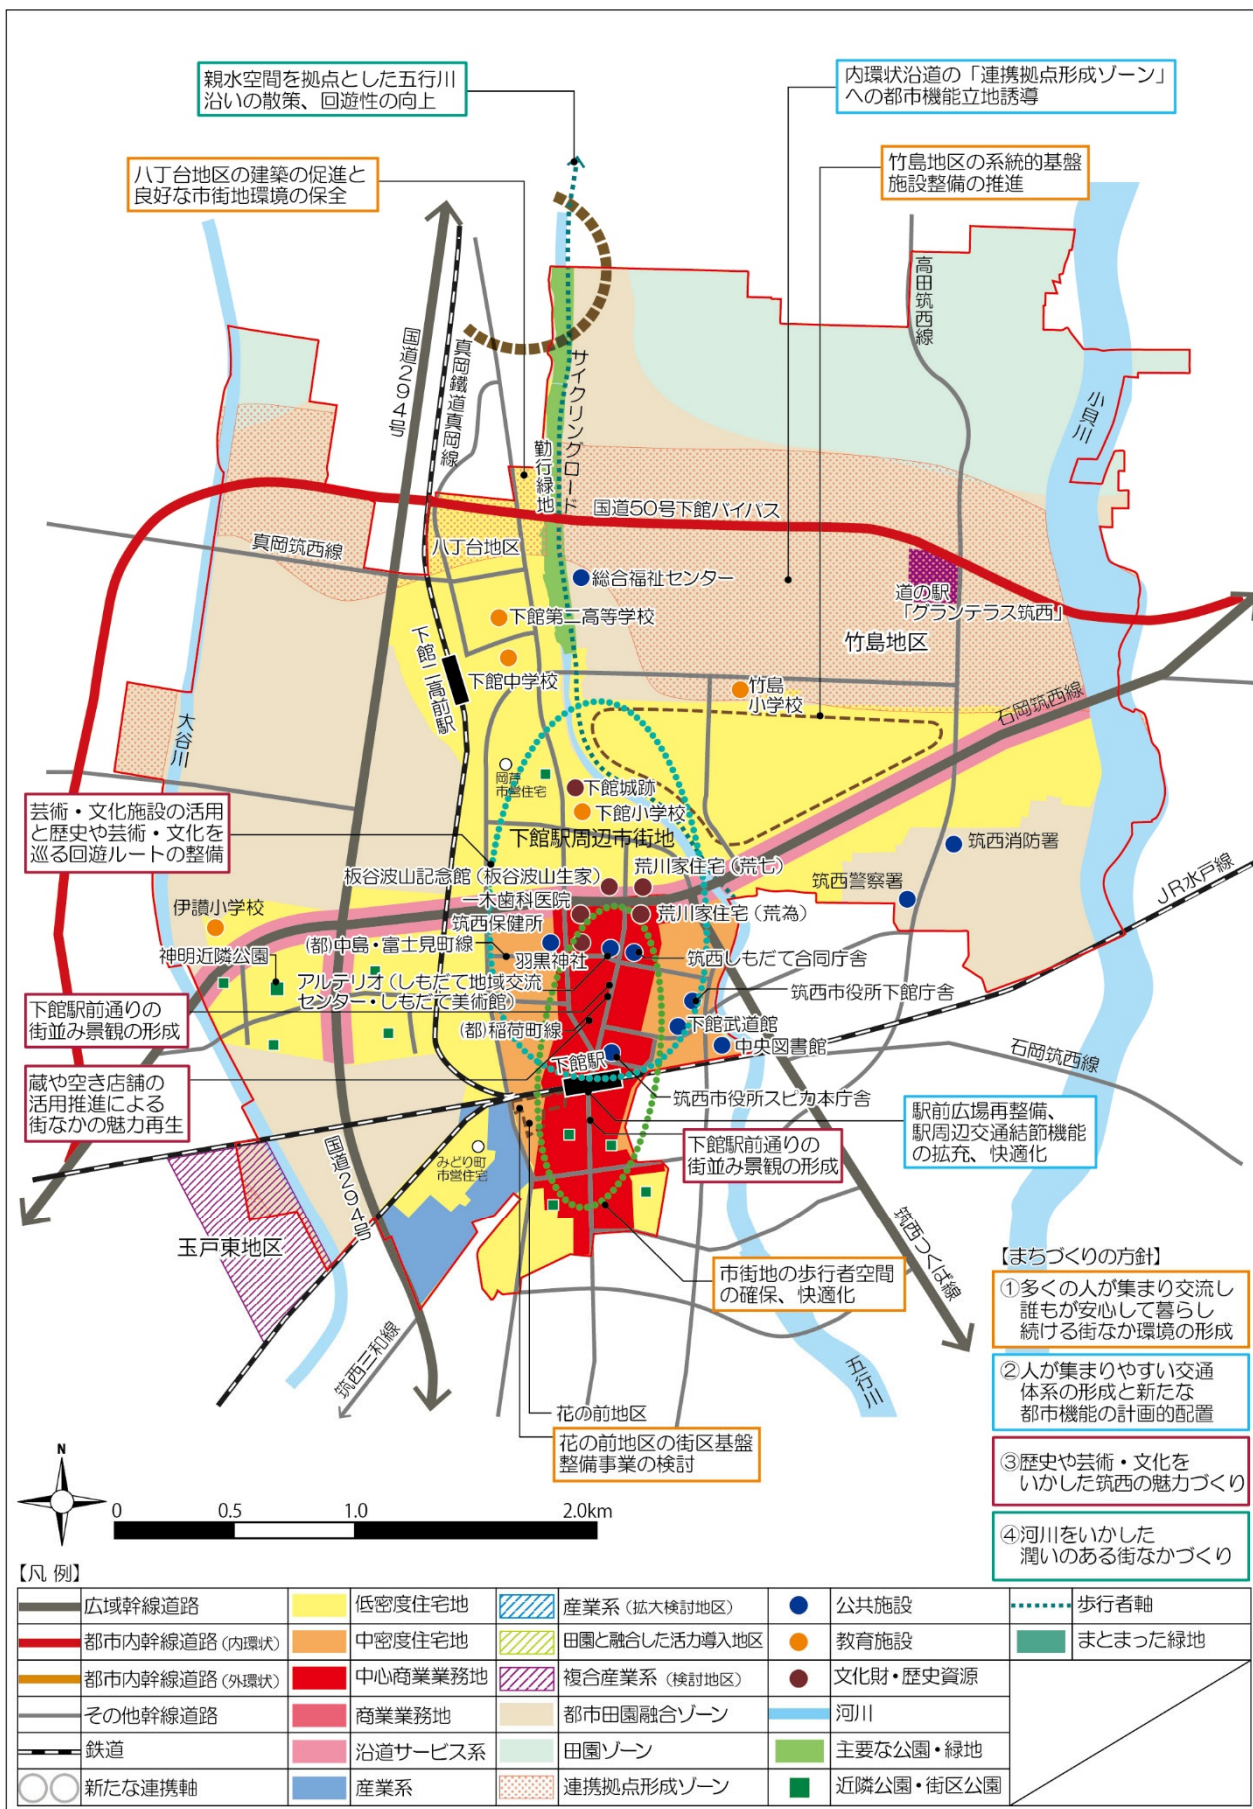 親水空間を拠点とした五行川
沿いの散策、回遊性の向上
内環状沿道の「連携拠点形成ゾーン」
への都市機能立地誘導
八丁台地区の建築の促進と
良好な市街地環境の保全
竹島地区の系統的基盤
施設整備の推進
高田筑西線
国道294号
真岡鐵道真岡線
サイクリングロード
勤行緑地
小貝川
国道50号下館バイパス
真岡筑西線
八丁台地区
総合福祉センター
道の駅
「グランテラス筑西」
下館第二高等学校
竹島地区
下館二高前駅
下館中学校
竹島
小学校
石岡筑西線
大谷川
岡芹
市営住宅
下館城跡
芸術・文化施設の活用
と歴史や芸術・文化を
巡る回遊ルートの整備
下館小学校
下館駅周辺市街地
筑西消防署
板谷波山記念館（板谷波山生家）
荒川家住宅（荒七）
筑西警察署
JR水戸線
一木歯科医院
伊讃小学校
筑西保健所
荒川家住宅（荒為）
(都)中島・富士見町線
神明近隣公園
羽黒神社
筑西しもだて合同庁舎
アルテリオ（しもだて地域交流
センター・しもだて美術館）
筑西市役所下館庁舎
下館駅前通りの
街並み景観の形成
(都)稲荷町線
下館武道館
中央図書館
石岡筑西線
下館駅
蔵や空き店舗の
活用推進による
街なかの魅力再生
筑西市役所スピカ本庁舎
駅前広場再整備、
駅周辺交通結節機能
の拡充、快適化
下館駅前通りの
街並み景観の形成
みどり町
市営住宅
国道294号
玉戸東地区
筑西つくば線
市街地の歩行者空間
の確保、快適化
筑西三和線
五行川
花の前地区
花の前地区の街区基盤
整備事業の検討
【まちづくりの方針】
①多くの人が集まり交流し
誰もが安心して暮らし
続ける街なか環境の形成
②人が集まりやすい交通
体系の形成と新たな
都市機能の計画的配置
③歴史や芸術・文化を
いかした筑西の魅力づくり
④河川をいかした
潤いのある街なかづくり
N
0 0.5 1.0 2.0km
【凡 例】
広域幹線道路 低密度住宅地 産業系（拡大検討地区） 公共施設 歩行者軸
都市内幹線道路（内環状） 中密度住宅地 田園と融合した活力導入地区 教育施設 まとまった緑地
都市内幹線道路（外環状） 中心商業業務地 複合産業系（検討地区） 文化財・歴史資源
その他幹線道路 商業業務地 都市田園融合ゾーン 河川
鉄道 沿道サービス系 田園ゾーン 主要な公園・緑地
新たな連携軸 産業系 連携拠点形成ゾーン 近隣公園・街区公園